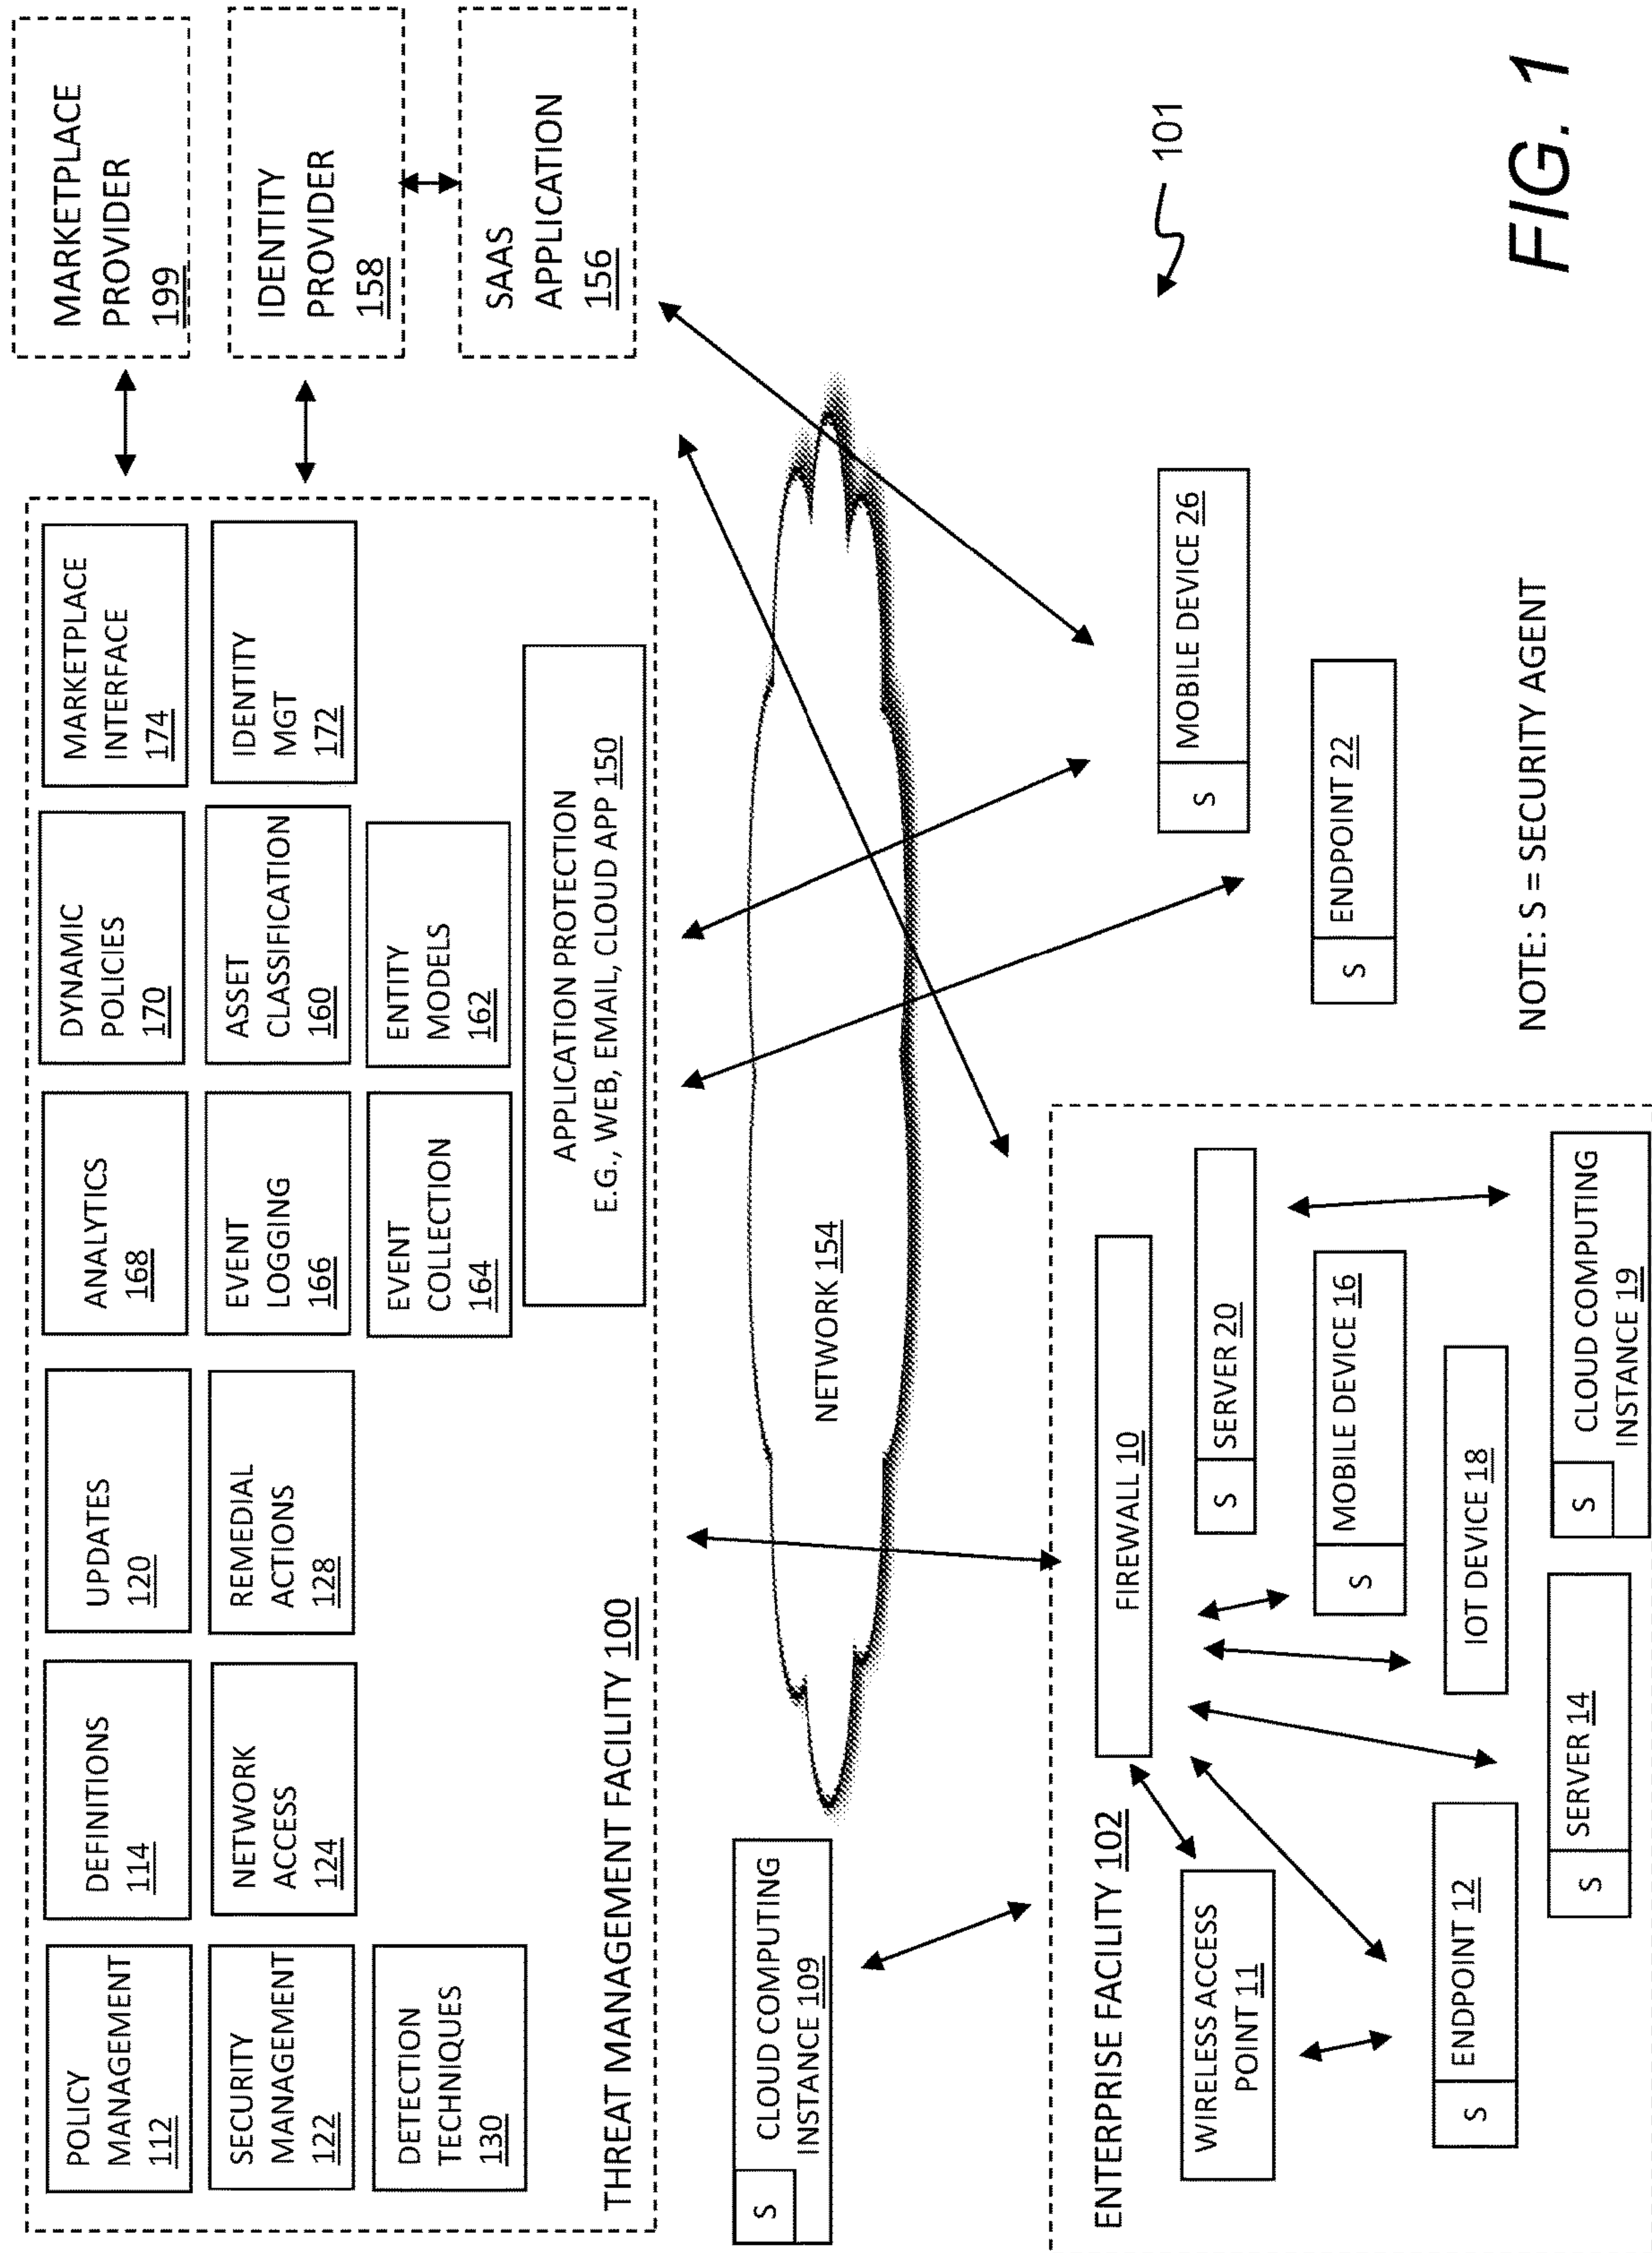 POLICY
MANAGEMENT
112
DEFINITIONS
114
UPDATES
120
ANALYTICS
168
DYNAMIC
POLICIES
170
MARKETPLACE
INTERFACE
174
MARKETPLACE
PROVIDER
199
SECURITY
MANAGEMENT
122
NETWORK
ACCESS
124
REMEDIAL
ACTIONS
128
EVENT
LOGGING
166
ASSET
CLASSIFICATION
160
IDENTITY
MGT
172
IDENTITY
PROVIDER
158
DETECTION
TECHNIQUES
130
EVENT
COLLECTION
164
ENTITY
MODELS
162
SAAS
APPLICATION
156
APPLICATION PROTECTION
E.G., WEB, EMAIL, CLOUD APP 150
THREAT MANAGEMENT FACILITY 100
S
CLOUD COMPUTING
INSTANCE 109
NETWORK 154
101
ENTERPRISE FACILITY 102
FIREWALL 10
WIRELESS ACCESS
POINT 11
S
SERVER 20
S
MOBILE DEVICE 16
S
MOBILE DEVICE 26
S
ENDPOINT 22
S
ENDPOINT 12
IOT DEVICE 18
S
SERVER 14
S
CLOUD COMPUTING
INSTANCE 19
NOTE: S = SECURITY AGENT
FIG. 1